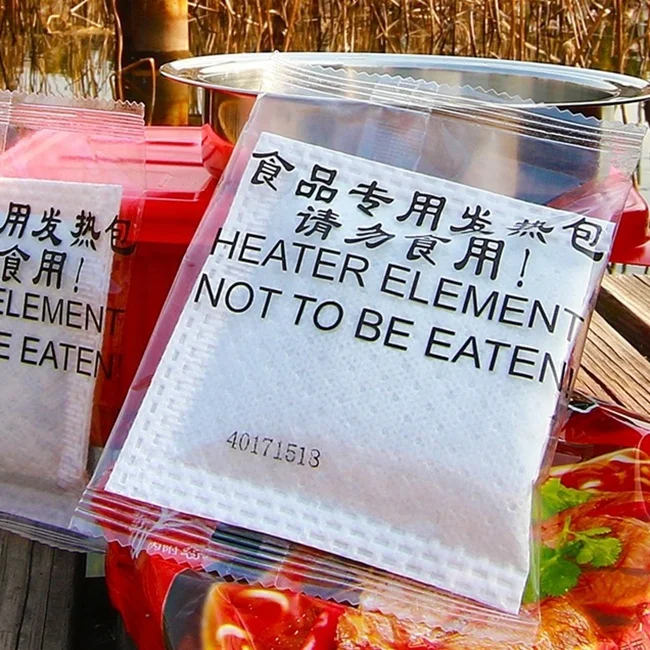 用发热包
食用!
ELEMENT
E EATEN!
食品专用发热包
请勿食用!
HEATER ELEMENT
NOT TO BE EATEN!
40171513